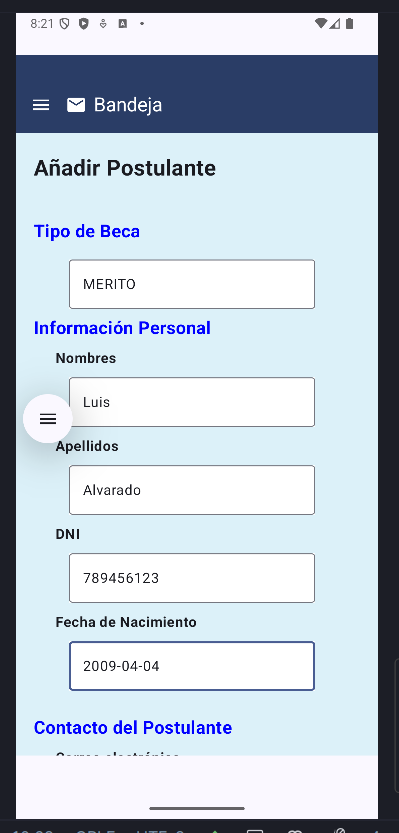 8:21
Bandeja
Añadir Postulante
Tipo de Beca
MERITO
Información Personal
Nombres
Luis
Apellidos
Alvarado
DNI
789456123
Fecha de Nacimiento
2009-04-04
Contacto del Postulante